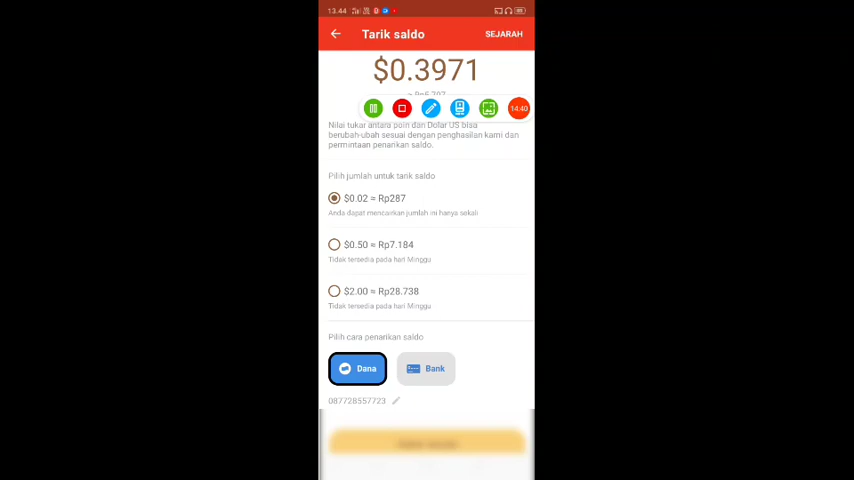 13.44
Tarik saldo
SEJARAH
$0.3971
14:40
Nilai tukar antara poin dan Dolar US bisa
berubah-ubah sesuai dengan penghasilan kami dan
permintaan penarikan saldo.
Pilih jumlah untuk tarik saldo
$0.02 ≈ Rp287
Anda dapat mencairkan jumlah ini hanya sekali
$0.50 ≈ Rp7.184
Tidak tersedia pada hari Minggu
$2.00 ≈ Rp28.738
Tidak tersedia pada hari Minggu
Pilih cara penarikan saldo
Dana
Bank
087728557723